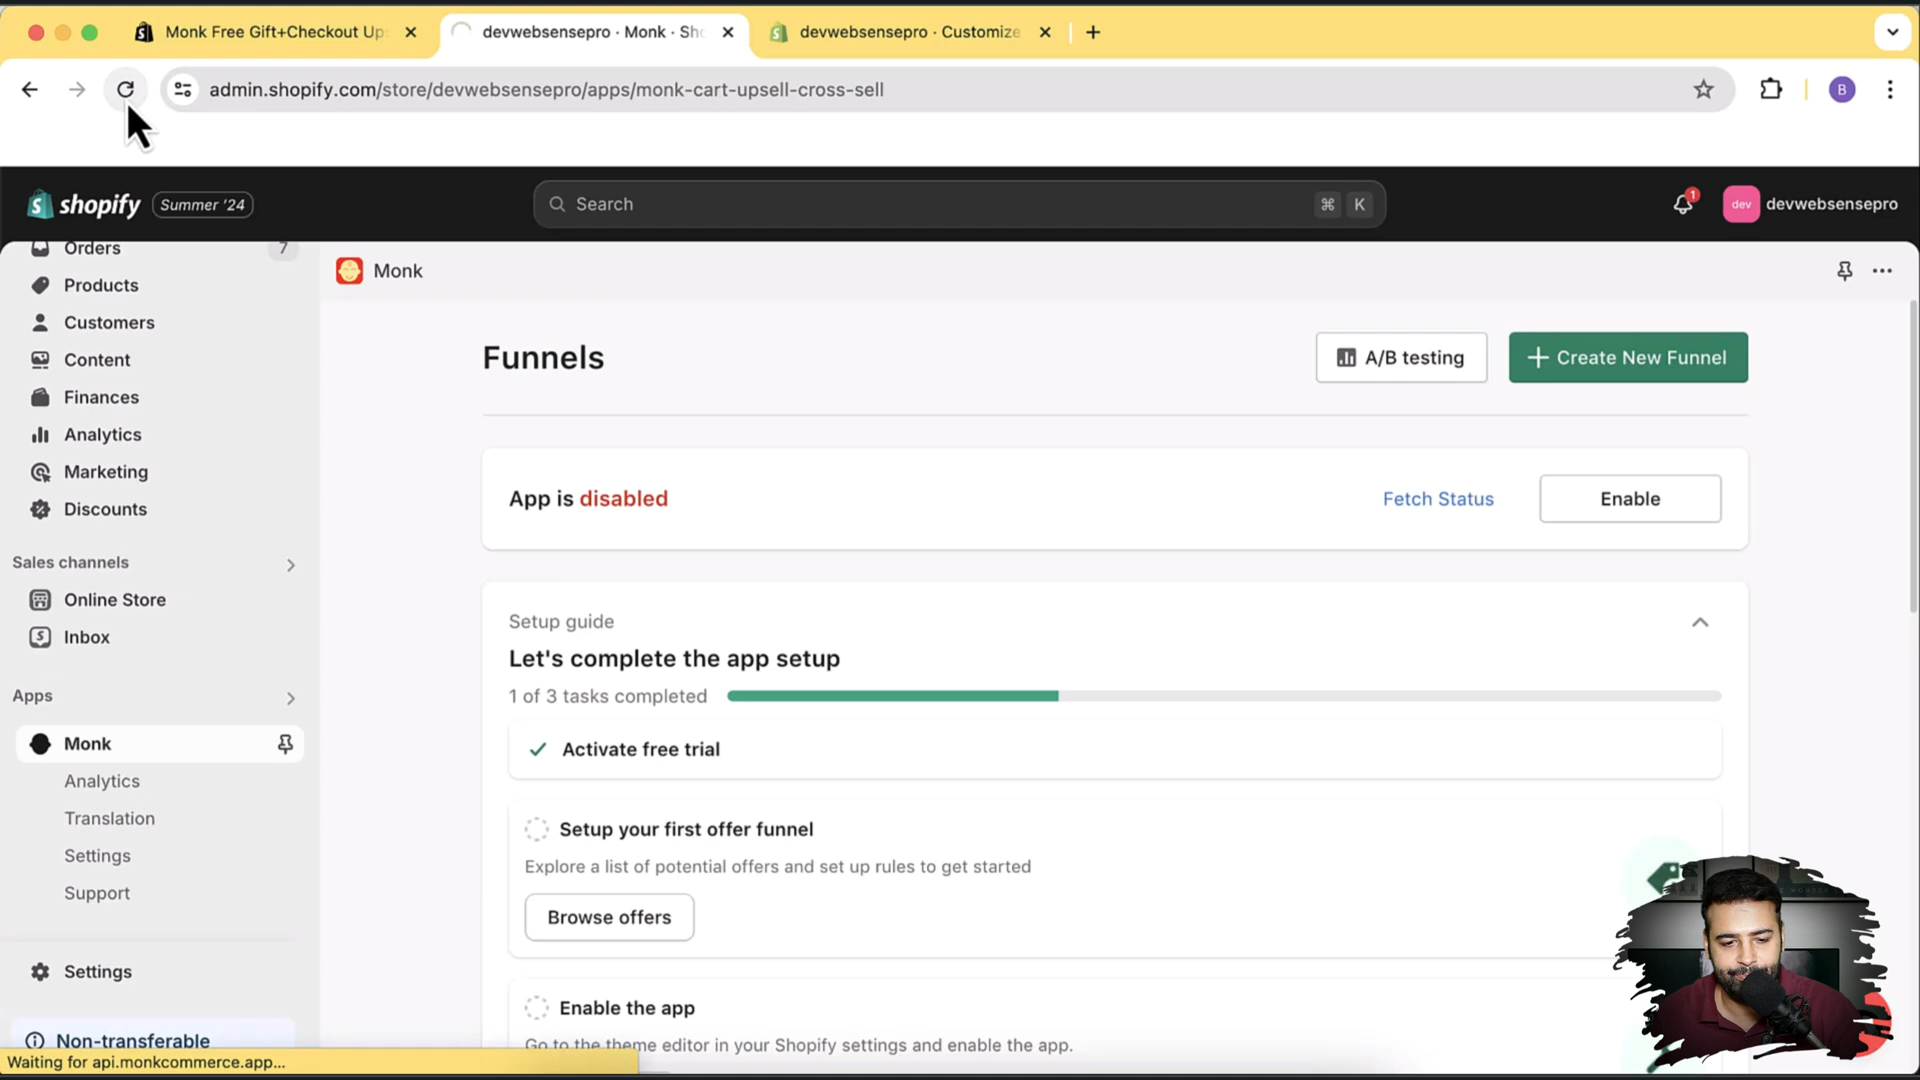 Monk Free Gift+Checkout Up
devwebsensepro · Monk · Sh
devwebsensepro · Customize
admin.shopify.com/store/devwebsensepro/apps/monk-cart-upsell-cross-sell
B
shopify
Summer '24
Search
⌘ K
1
dev
devwebsensepro
Orders
7
Products
Customers
Content
Finances
Analytics
Marketing
Discounts
Sales channels
Online Store
Inbox
Apps
Monk
Analytics
Translation
Settings
Support
Settings
Non-transferable
Waiting for api.monkcommerce.app...
Monk
Funnels
A/B testing
+ Create New Funnel
App is disabled
Fetch Status
Enable
Setup guide
Let's complete the app setup
1 of 3 tasks completed
Activate free trial
Setup your first offer funnel
Explore a list of potential offers and set up rules to get started
Browse offers
Enable the app
Go to the theme editor in your Shopify settings and enable the app.